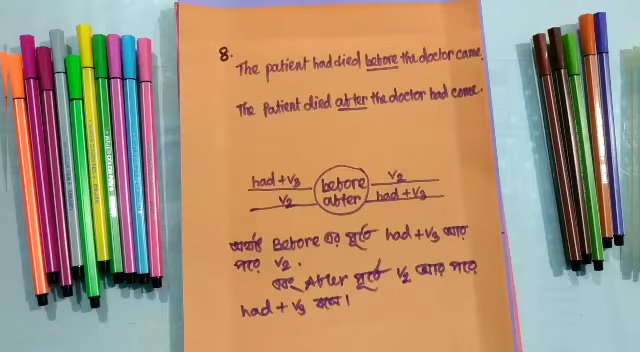 8.
The patient had died before the doctor came.
The Patient died after the doctor had come.
had+v₃ before v₂
v₂ after had+v₃
অর্থাৎ Before এর পূর্বে had+v₃ আর
পরে v₂.
এবং After পূর্বে v₂ আর পরে
had+v₃ বসে।